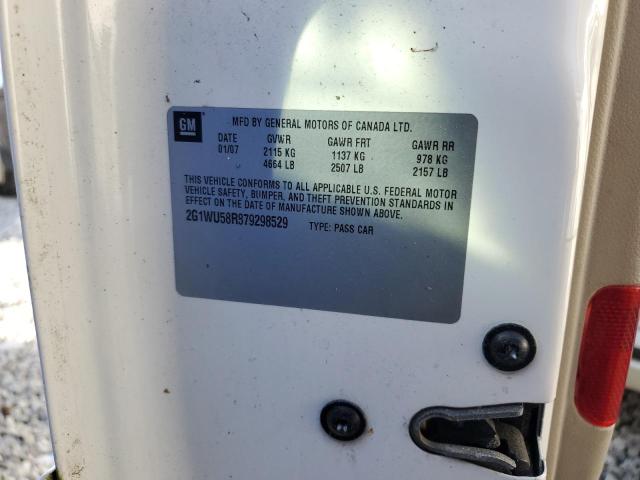 GM
MFD BY GENERAL MOTORS OF CANADA LTD.
DATE GVWR GAWR FRT GAWR RR
01/07 2115 KG 1137 KG 978 KG
4664 LB 2507 LB 2157 LB
THIS VEHICLE CONFORMS TO ALL APPLICABLE U.S. FEDERAL MOTOR
VEHICLE SAFETY, BUMPER, AND THEFT PREVENTION STANDARDS IN
EFFECT ON THE DATE OF MANUFACTURE SHOWN ABOVE.
2G1WU58R879298529 TYPE: PASS CAR